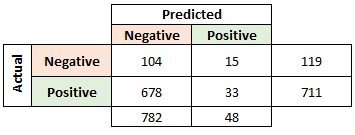 Predicted
Negative Positive
Actual
Negative 104 15 119
Positive 678 33 711
782 48